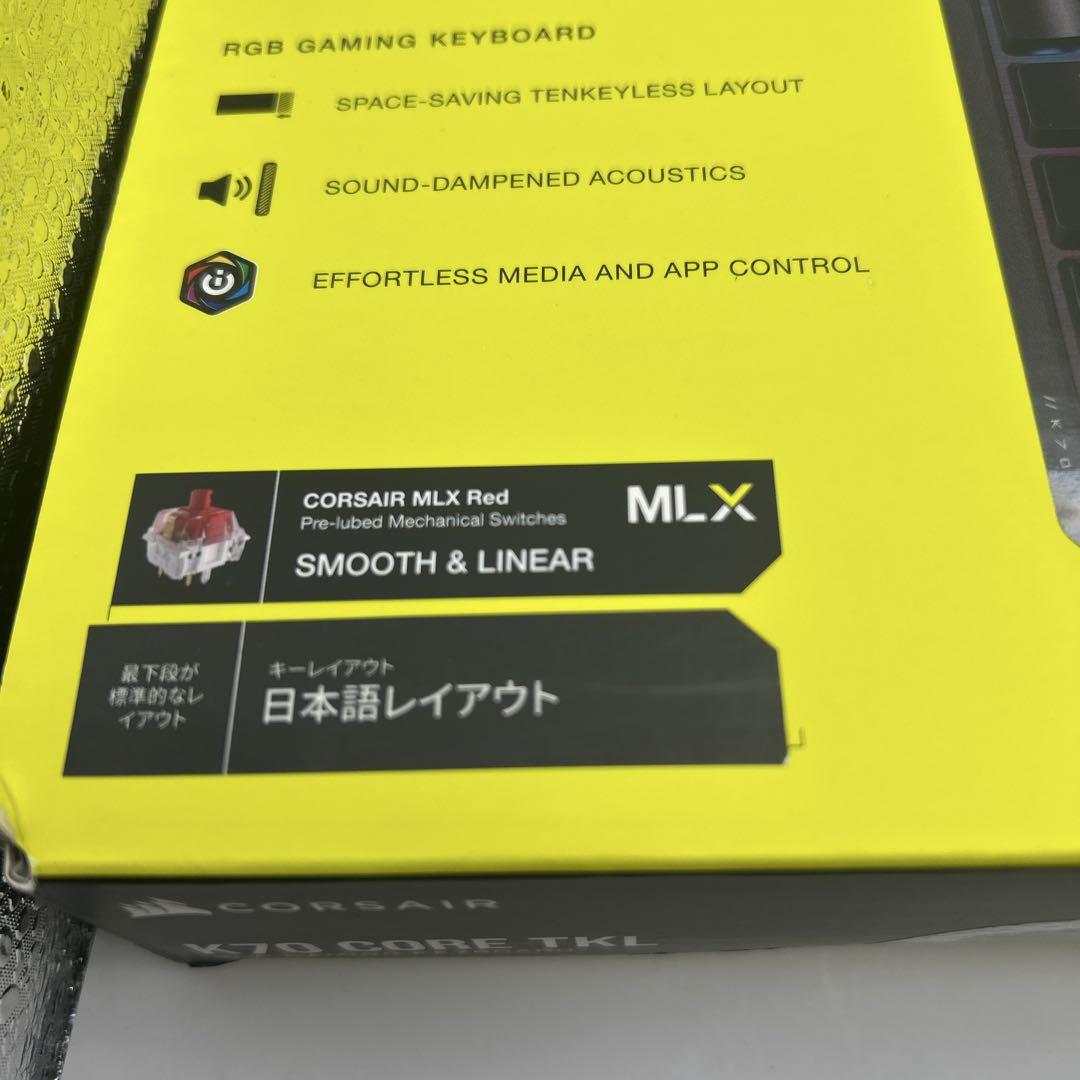 RGB GAMING KEYBOARD
SPACE-SAVING TENKEYLESS LAYOUT
SOUND-DAMPENED ACOUSTICS
EFFORTLESS MEDIA AND APP CONTROL
// K70
CORSAIR MLX Red
Pre-lubed Mechanical Switches
SMOOTH & LINEAR
MLX
最下段が
標準的なレ
イアウト
キーレイアウト
日本語レイアウト
CORSAIR
K70 CORE TKL